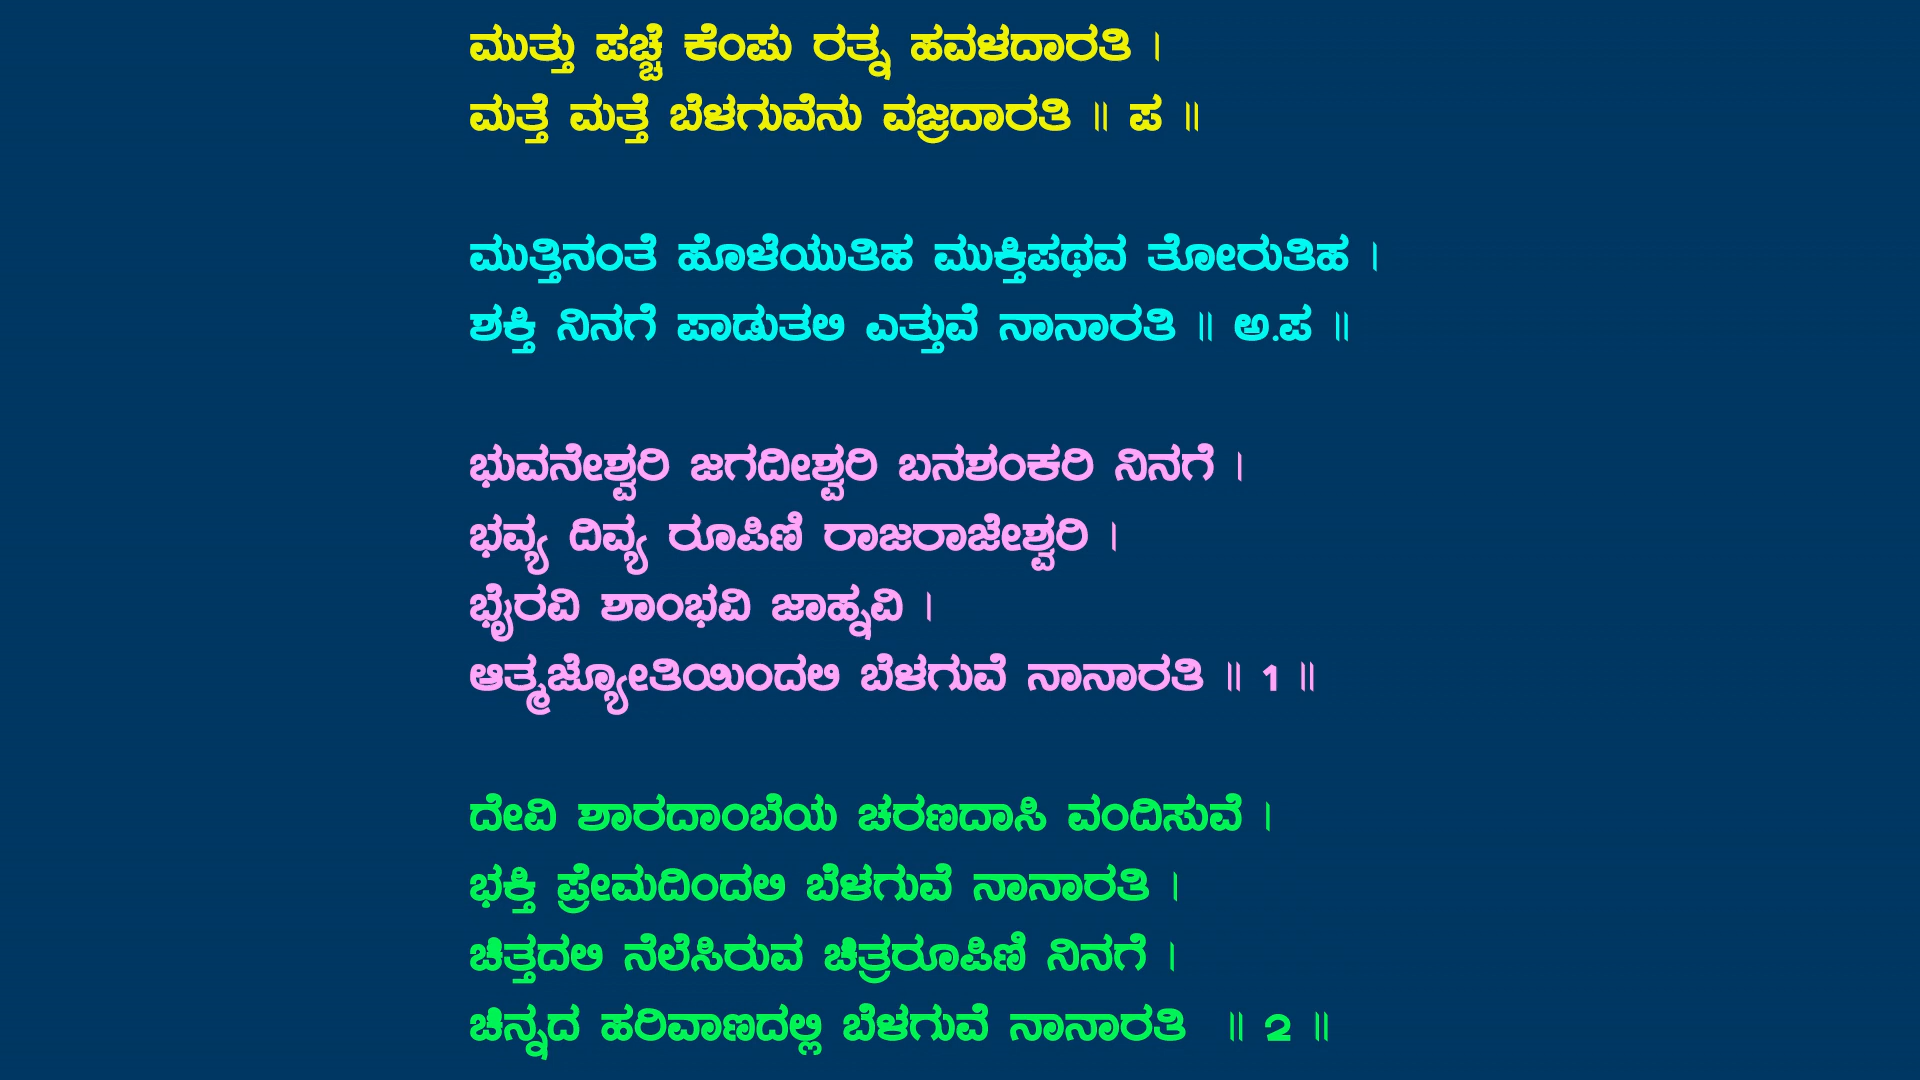 ಮುತ್ತು ಪಚ್ಚೆ ಕೆಂಪು ರತ್ನ ಹವಳದಾರತಿ ।
ಮತ್ತೆ ಮತ್ತೆ ಬೆಳಗುವೆನು ವಜ್ರದಾರತಿ ॥ ಪ ॥
ಮುತ್ತಿನಂತೆ ಹೊಳೆಯುತಿಹ ಮುಕ್ತಿಪಥವ ತೋರುತಿಹ ।
ಶಕ್ತಿ ನಿನಗೆ ಪಾಡುತಲಿ ಎತ್ತುವೆ ನಾನಾರತಿ ॥ ಅ.ಪ ॥
ಭುವನೇಶ್ವರಿ ಜಗದೀಶ್ವರಿ ಬನಶಂಕರಿ ನಿನಗೆ ।
ಭವ್ಯ ದಿವ್ಯ ರೂಪಿಣಿ ರಾಜರಾಜೇಶ್ವರಿ ।
ಭೈರವಿ ಶಾಂಭವಿ ಜಾಹ್ನವಿ ।
ಆತ್ಮಜ್ಯೋತಿಯಿಂದಲಿ ಬೆಳಗುವೆ ನಾನಾರತಿ ॥ 1 ॥
ದೇವಿ ಶಾರದಾಂಬೆಯ ಚರಣದಾಸಿ ವಂದಿಸುವೆ ।
ಭಕ್ತಿ ಪ್ರೇಮದಿಂದಲಿ ಬೆಳಗುವೆ ನಾನಾರತಿ ।
ಚಿತ್ತದಲಿ ನೆಲೆಸಿರುವ ಚಿತ್ರರೂಪಿಣಿ ನಿನಗೆ ।
ಚಿನ್ನದ ಹರಿವಾಣದಲ್ಲಿ ಬೆಳಗುವೆ ನಾನಾರತಿ ॥ 2 ॥